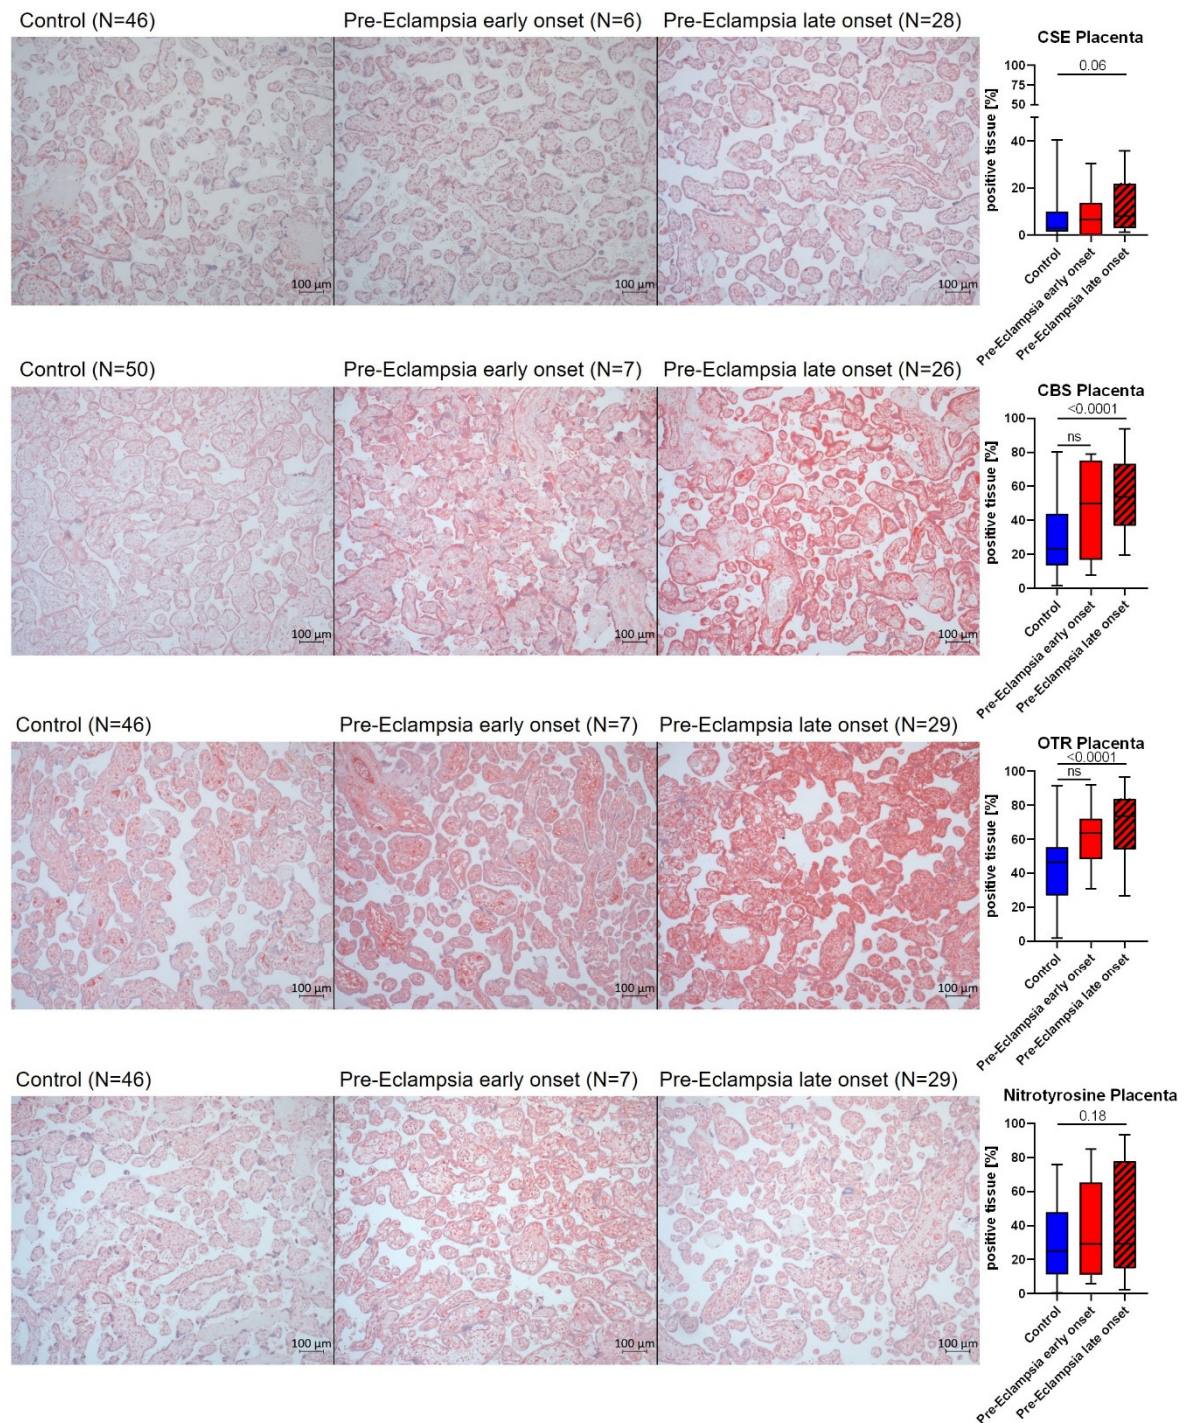 Control (N=46)
Pre-Eclampsia early onset (N=6)
Pre-Eclampsia late onset (N=28)
100 µm
100 µm
100 µm
CSE Placenta
0.06
positive tissue [%]
100
75
50
40
20
0
Control
Pre-Eclampsia early onset
Pre-Eclampsia late onset
Control (N=50)
Pre-Eclampsia early onset (N=7)
Pre-Eclampsia late onset (N=26)
100 µm
100 µm
100 µm
CBS Placenta
<0.0001
ns
positive tissue [%]
100
80
60
40
20
0
Control
Pre-Eclampsia early onset
Pre-Eclampsia late onset
Control (N=46)
Pre-Eclampsia early onset (N=7)
Pre-Eclampsia late onset (N=29)
100 µm
100 µm
100 µm
OTR Placenta
<0.0001
ns
positive tissue [%]
100
80
60
40
20
0
Control
Pre-Eclampsia early onset
Pre-Eclampsia late onset
Control (N=46)
Pre-Eclampsia early onset (N=7)
Pre-Eclampsia late onset (N=29)
100 µm
100 µm
100 µm
Nitrotyrosine Placenta
0.18
positive tissue [%]
100
80
60
40
20
0
Control
Pre-Eclampsia early onset
Pre-Eclampsia late onset